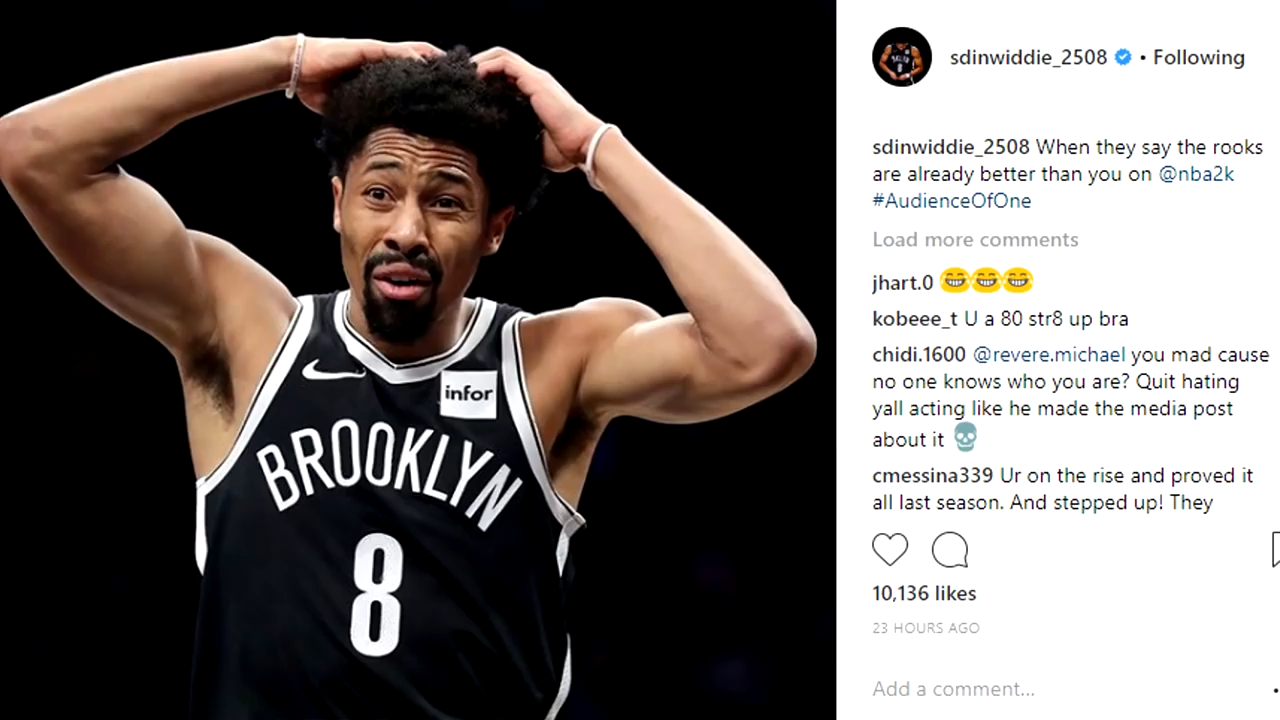 infor
BROOKLYN
8
sdinwiddie_2508 • Following
sdinwiddie_2508 When they say the rooks
are already better than you on @nba2k
#AudienceOfOne
Load more comments
jhart.0 😁😁😁
kobeee_t U a 80 str8 up bra
chidi.1600 @revere.michael you mad cause
no one knows who you are? Quit hating
yall acting like he made the media post
about it 💀
cmessina339 Ur on the rise and proved it
all last season. And stepped up! They
10,136 likes
23 HOURS AGO
Add a comment...